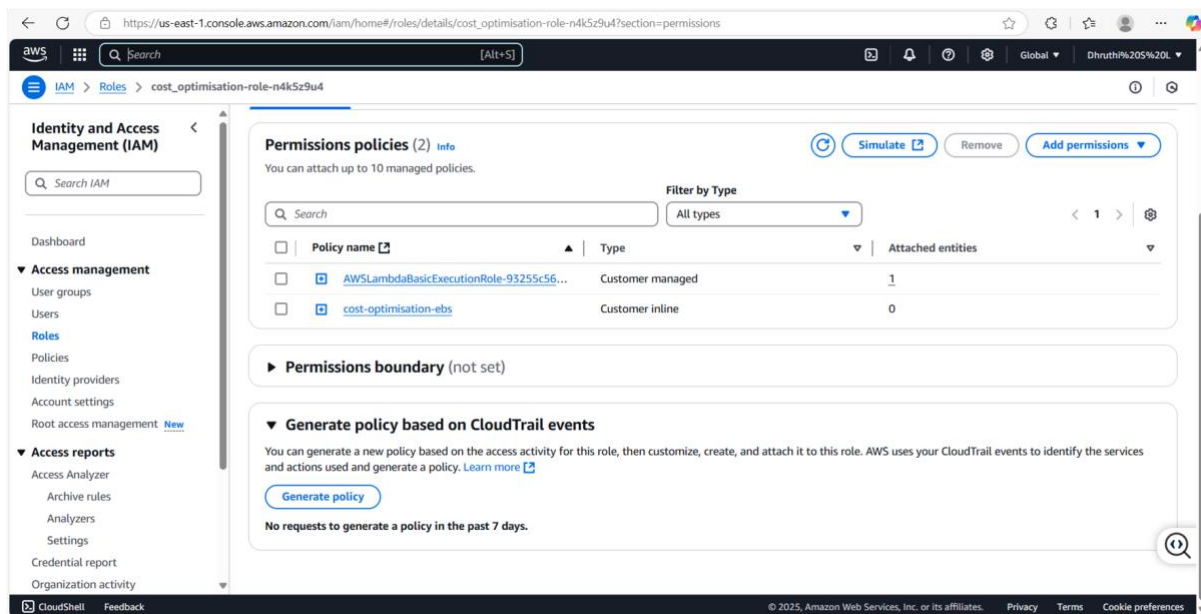 https://us-east-1.console.aws.amazon.com/iam/home#/roles/details/cost_optimisation-role-n4k5z9u4?section=permissions
aws Search [Alt+S] Global Dhruthi%20S%20L
IAM > Roles > cost_optimisation-role-n4k5z9u4
Identity and Access Management (IAM)
Search IAM
Dashboard
Access management
User groups
Users
Roles
Policies
Identity providers
Account settings
Root access management New
Access reports
Access Analyzer
Archive rules
Analyzers
Settings
Credential report
Organization activity
Permissions policies (2) Info
Simulate Remove Add permissions
You can attach up to 10 managed policies.
Filter by Type
Search All types 1
Policy name Type Attached entities
AWSLambdaBasicExecutionRole-93255c56... Customer managed 1
cost-optimisation-ebs Customer inline 0
Permissions boundary (not set)
Generate policy based on CloudTrail events
You can generate a new policy based on the access activity for this role, then customize, create, and attach it to this role. AWS uses your CloudTrail events to identify the services
and actions used and generate a policy. Learn more
Generate policy
No requests to generate a policy in the past 7 days.
CloudShell Feedback © 2025, Amazon Web Services, Inc. or its affiliates. Privacy Terms Cookie preferences